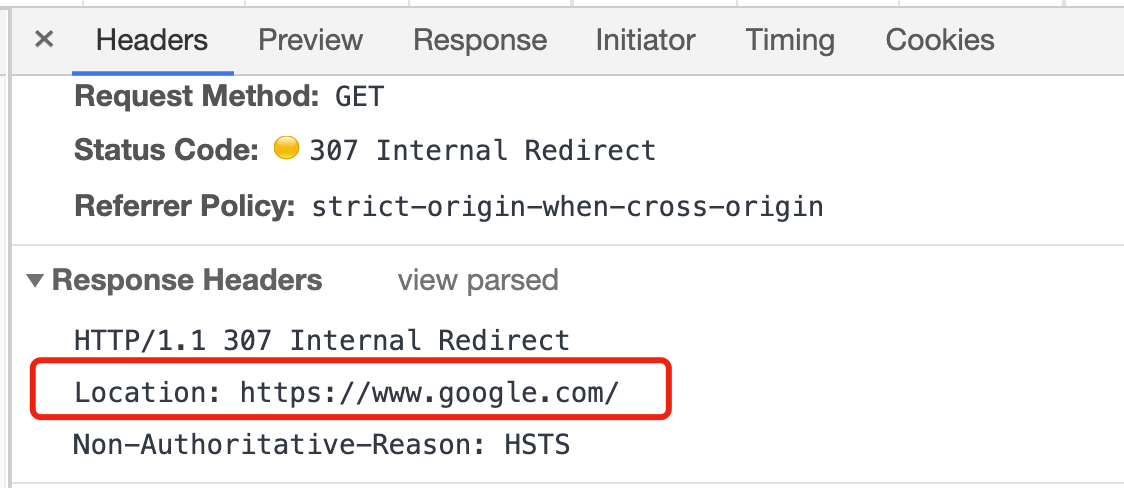 × Headers Preview Response Initiator Timing Cookies
Request Method: GET
Status Code: 307 Internal Redirect
Referrer Policy: strict-origin-when-cross-origin
Response Headers view parsed
HTTP/1.1 307 Internal Redirect
Location: https://www.google.com/
Non-Authoritative-Reason: HSTS